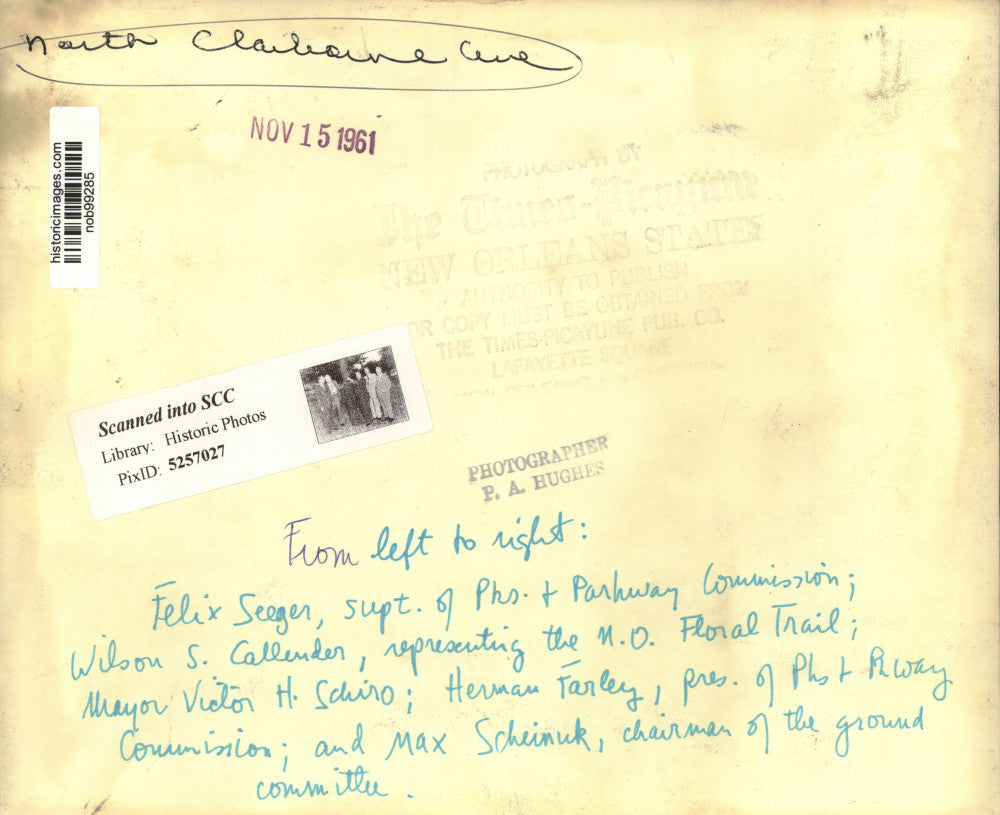 North Claiborne Ave
NOV 15 1961
historicimages.com
nob99285
PHOTOGRAPH BY
The Times-Picayune
NEW ORLEANS STATES
AUTHORITY TO PUBLISH
OR COPY MUST BE OBTAINED FROM
THE TIMES-PICAYUNE PUB. CO.
LAFAYETTE SQUARE
Scanned into SCC
Library: Historic Photos
PixID: 5257027
PHOTOGRAPHER
P. A. HUGHES
From left to right:
Felix Seeger, supt. of Pks. + Parkway Commission;
Wilson S. Callender, representing the N.O. Floral Trail;
Mayor Victor H. Schiro; Herman Farley, pres. of Pks + Pkway
Commission; and Max Scheinuk, chairman of the ground
committee.